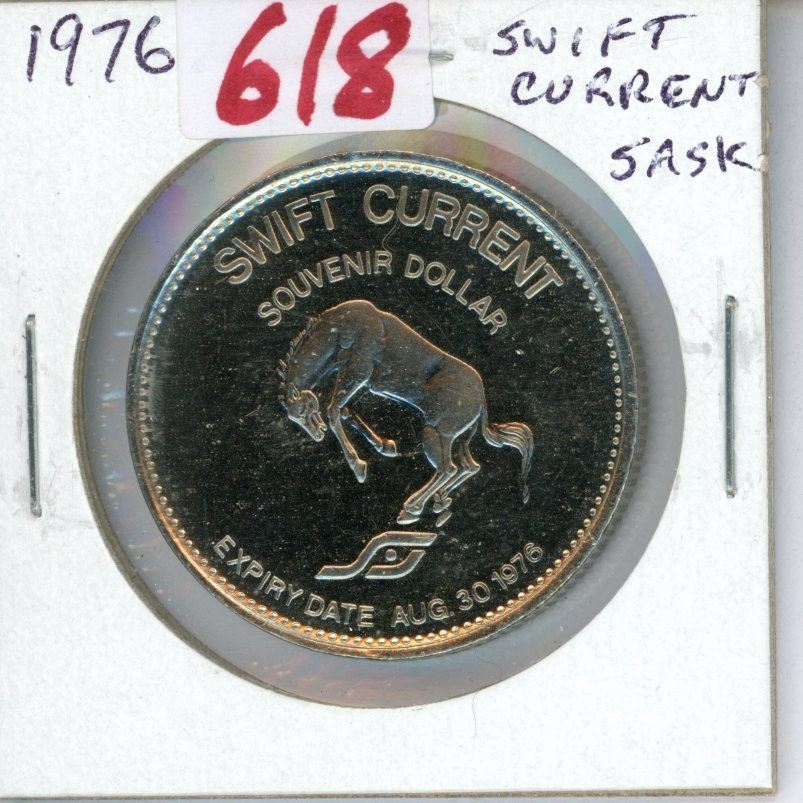 1976
618
SWIFT
CURRENT
SASK.
SWIFT CURRENT
SOUVENIR DOLLAR
EXPIRY DATE AUG. 30 1976